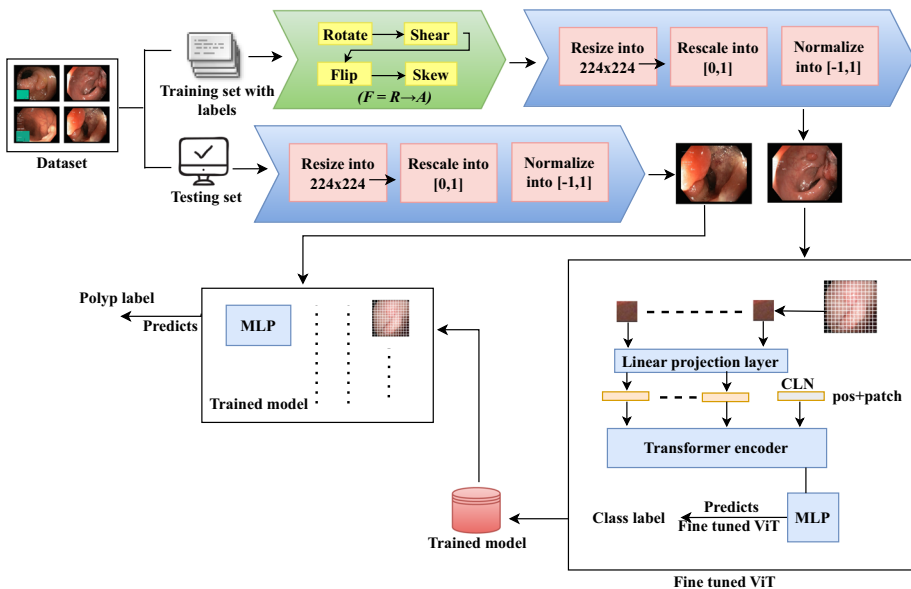 Rotate
Shear
Flip
Skew
(F = R→A)
Resize into
224x224
Rescale into
[0,1]
Normalize
into [-1,1]
Training set with
labels
Dataset
Testing set
Resize into
224x224
Rescale into
[0,1]
Normalize
into [-1,1]
Polyp label
Predicts
MLP
Trained model
Linear projection layer
CLN
pos+patch
Transformer encoder
Class label
Predicts
Fine tuned ViT
MLP
Trained model
Fine tuned ViT